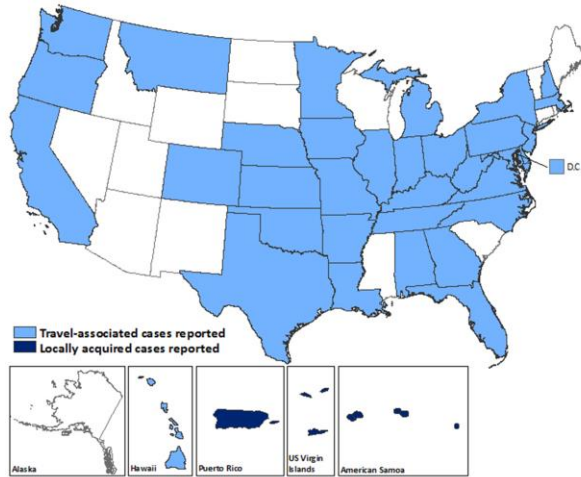 D.C.
Travel-associated cases reported
Locally acquired cases reported
Alaska
Hawaii
Puerto Rico
US Virgin
Islands
American Samoa